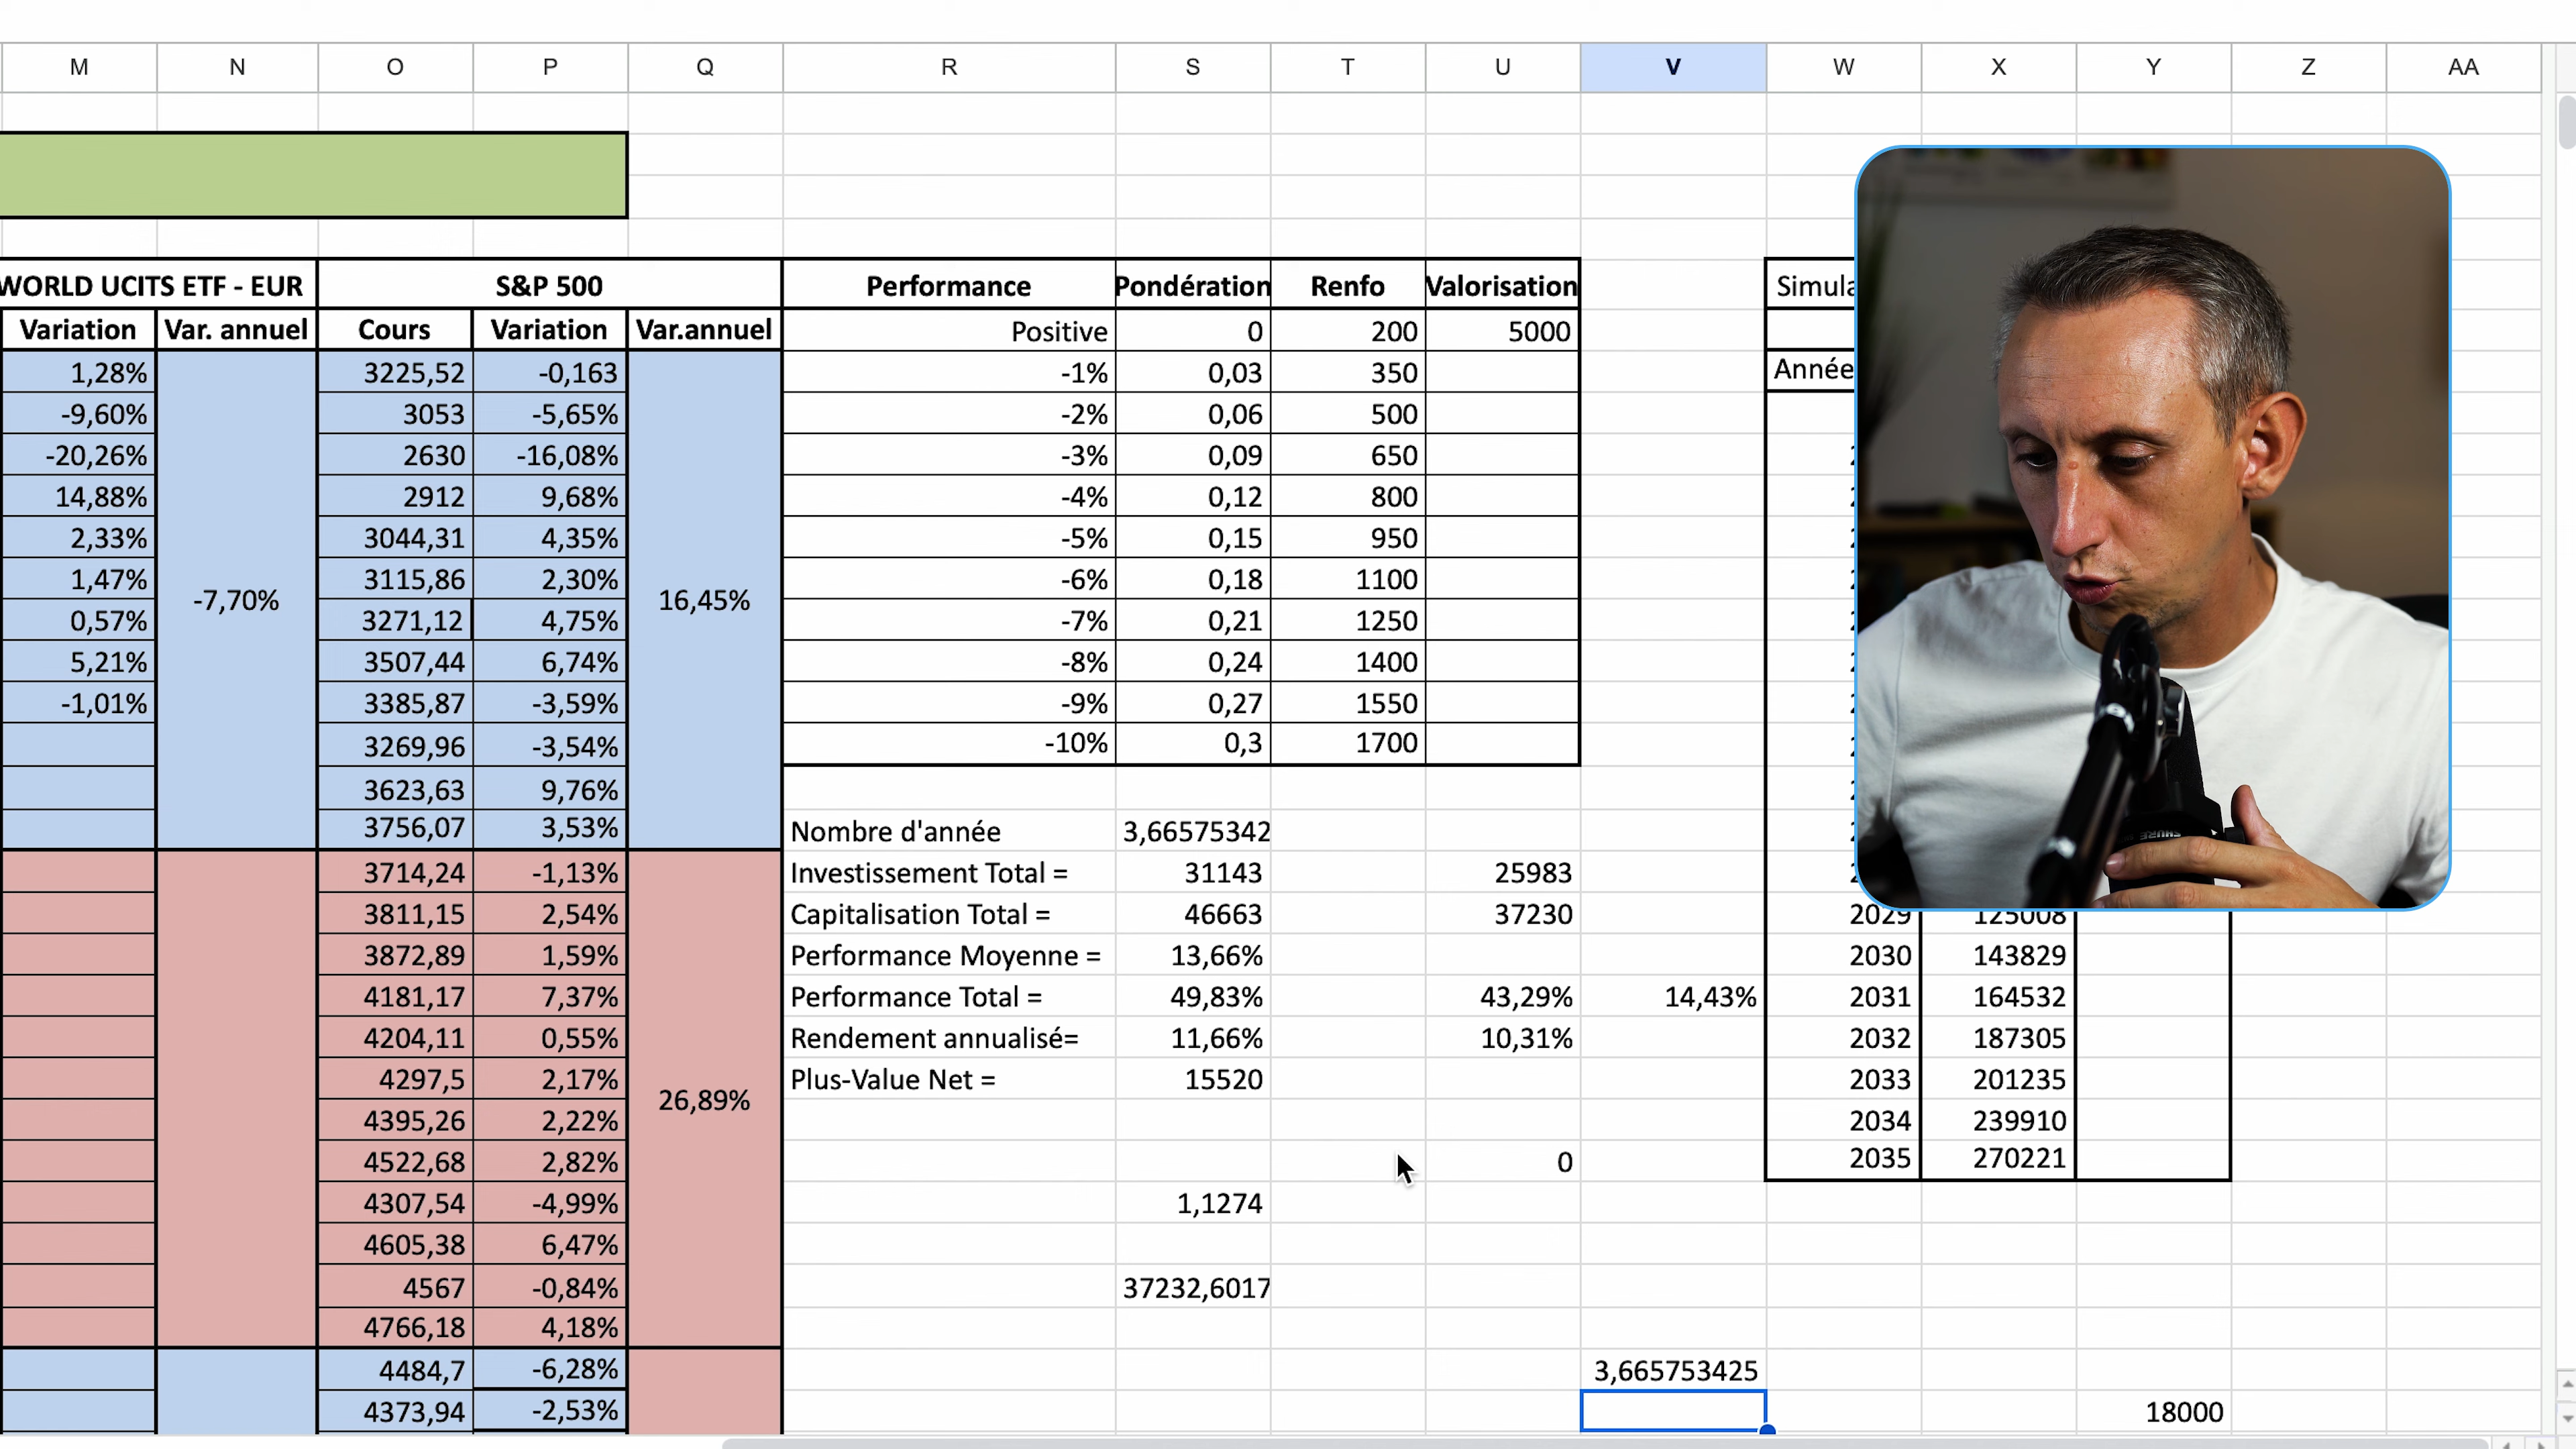 M N O P Q R S T U V W X Y Z AA
WORLD UCITS ETF - EUR S&P 500 Performance Pondération Renfo Valorisation Simula
Variation Var. annuel Cours Variation Var.annuel Positive 0 200 5000
1,28% 3225,52 -0,163 -1% 0,03 350 Année
-9,60% 3053 -5,65% -2% 0,06 500
-20,26% 2630 -16,08% -3% 0,09 650
14,88% 2912 9,68% -4% 0,12 800
2,33% 3044,31 4,35% -5% 0,15 950
1,47% 3115,86 2,30% -6% 0,18 1100
-7,70% 16,45%
0,57% 3271,12 4,75% -7% 0,21 1250
5,21% 3507,44 6,74% -8% 0,24 1400
-1,01% 3385,87 -3,59% -9% 0,27 1550
3269,96 -3,54% -10% 0,3 1700
3623,63 9,76%
3756,07 3,53% Nombre d'année 3,66575342
3714,24 -1,13% Investissement Total = 31143 25983
3811,15 2,54% Capitalisation Total = 46663 37230 2029 125008
3872,89 1,59% Performance Moyenne = 13,66% 2030 143829
4181,17 7,37% Performance Total = 49,83% 43,29% 14,43% 2031 164532
4204,11 0,55% Rendement annualisé= 11,66% 10,31% 2032 187305
4297,5 2,17% Plus-Value Net = 15520 2033 201235
26,89%
4395,26 2,22% 2034 239910
4522,68 2,82% 0 2035 270221
4307,54 -4,99% 1,1274
4605,38 6,47%
4567 -0,84% 37232,6017
4766,18 4,18%
4484,7 -6,28% 3,665753425
4373,94 -2,53% 18000